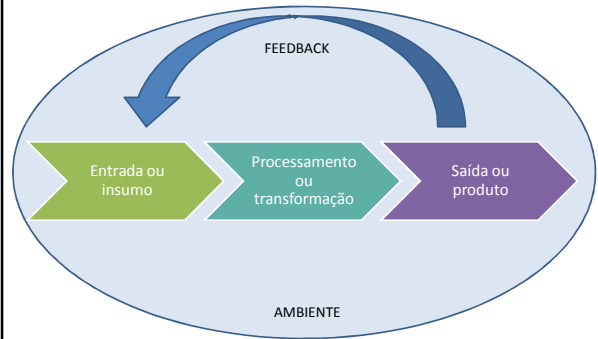 FEEDBACK
Entrada ou
insumo
Processamento
ou
transformação
Saída ou
produto
AMBIENTE